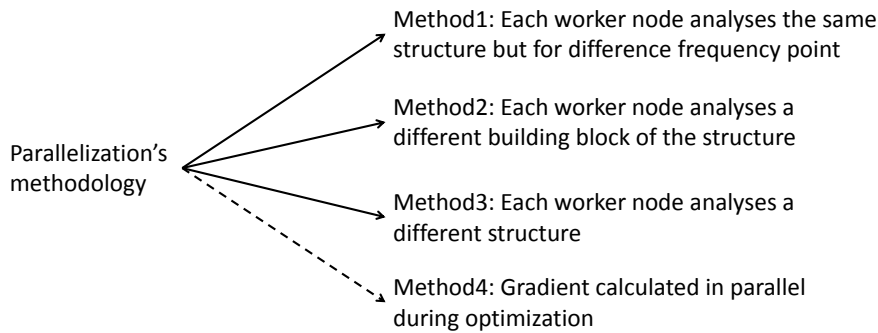 Method1: Each worker node analyses the same
structure but for difference frequency point
Method2: Each worker node analyses a
different building block of the structure
Parallelization's
methodology
Method3: Each worker node analyses a
different structure
Method4: Gradient calculated in parallel
during optimization